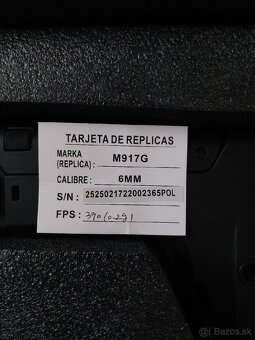 TARJETA DE REPLICAS
MARKA
(REPLICA): M917G
CALIBRE: 6MM
S/N: 2525021722002365POL
FPS: 390/0.2g
Bazos.sk